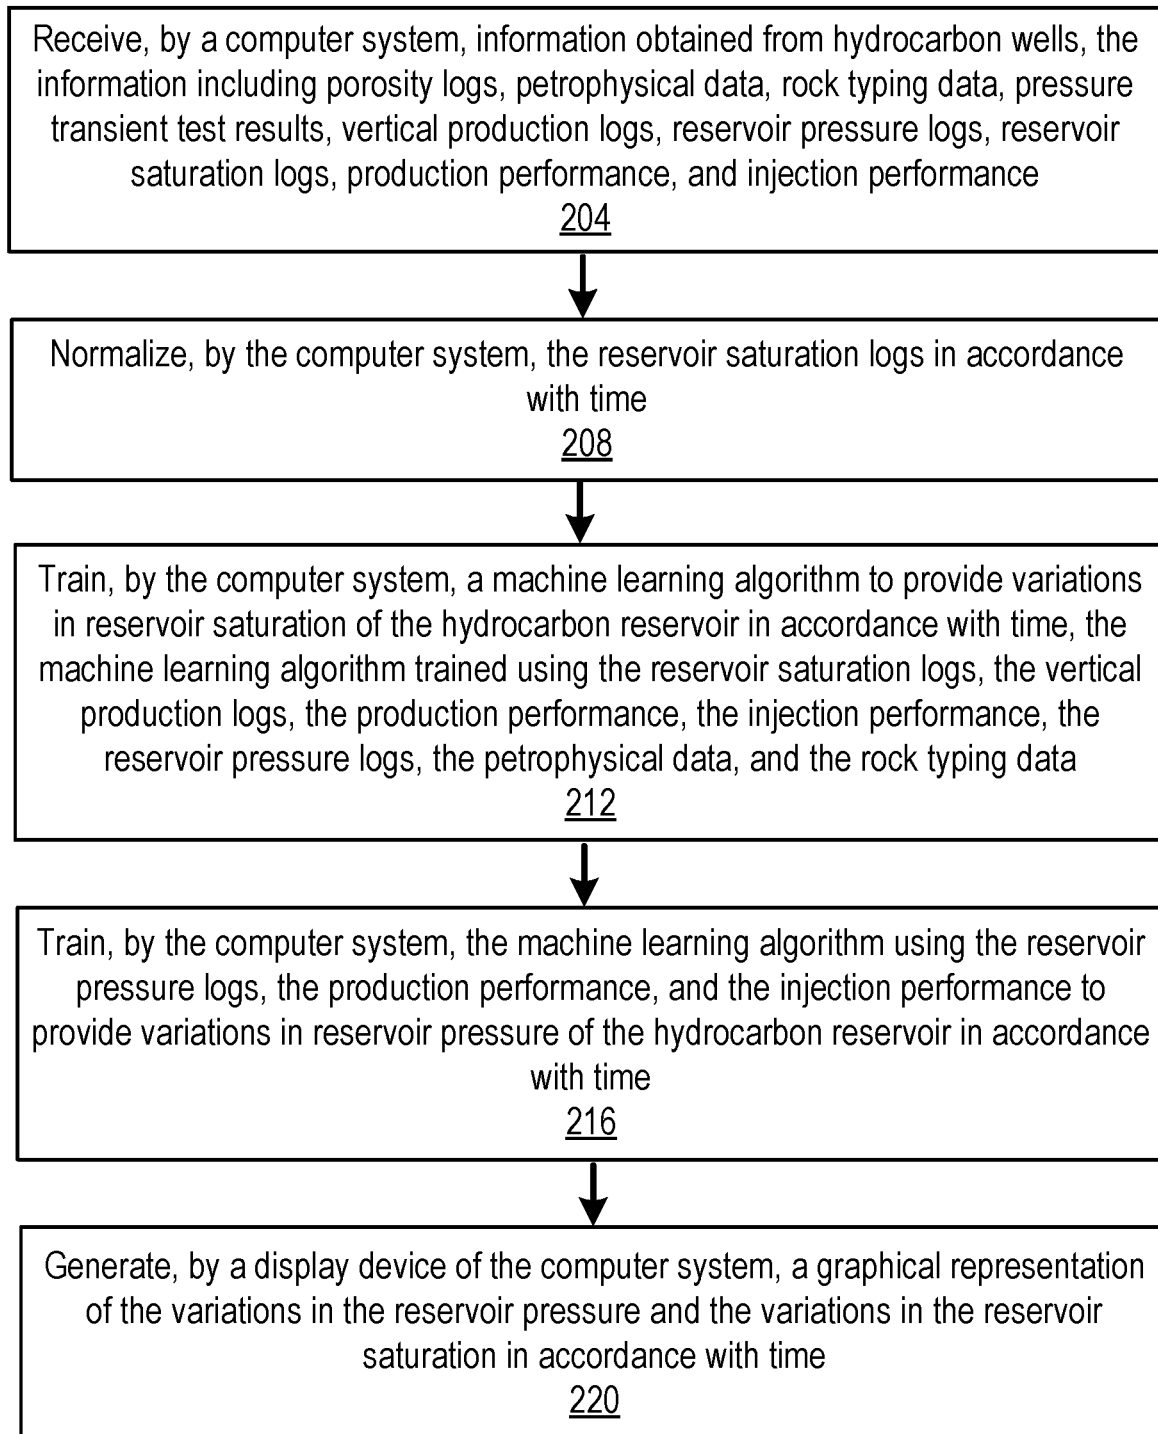 Receive, by a computer system, information obtained from hydrocarbon wells, the
information including porosity logs, petrophysical data, rock typing data, pressure
transient test results, vertical production logs, reservoir pressure logs, reservoir
saturation logs, production performance, and injection performance
204
Normalize, by the computer system, the reservoir saturation logs in accordance
with time
208
Train, by the computer system, a machine learning algorithm to provide variations
in reservoir saturation of the hydrocarbon reservoir in accordance with time, the
machine learning algorithm trained using the reservoir saturation logs, the vertical
production logs, the production performance, the injection performance, the
reservoir pressure logs, the petrophysical data, and the rock typing data
212
Train, by the computer system, the machine learning algorithm using the reservoir
pressure logs, the production performance, and the injection performance to
provide variations in reservoir pressure of the hydrocarbon reservoir in accordance
with time
216
Generate, by a display device of the computer system, a graphical representation
of the variations in the reservoir pressure and the variations in the reservoir
saturation in accordance with time
220